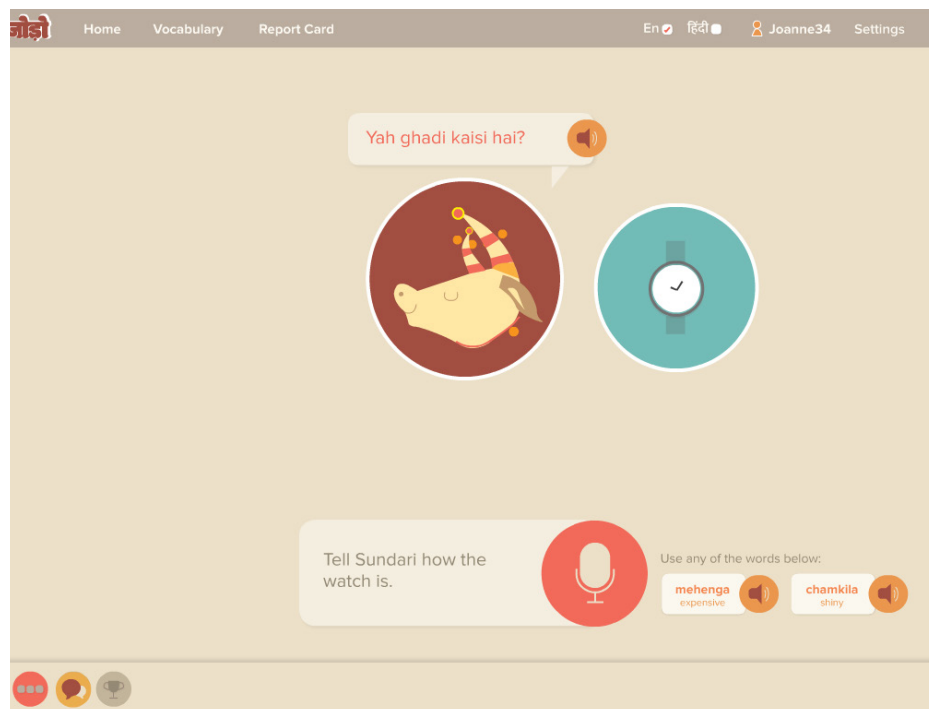 जोड़ो Home Vocabulary Report Card En हिंदी Joanne34 Settings
Yah ghadi kaisi hai?
Tell Sundari how the
watch is.
Use any of the words below:
mehenga chamkila
expensive shiny